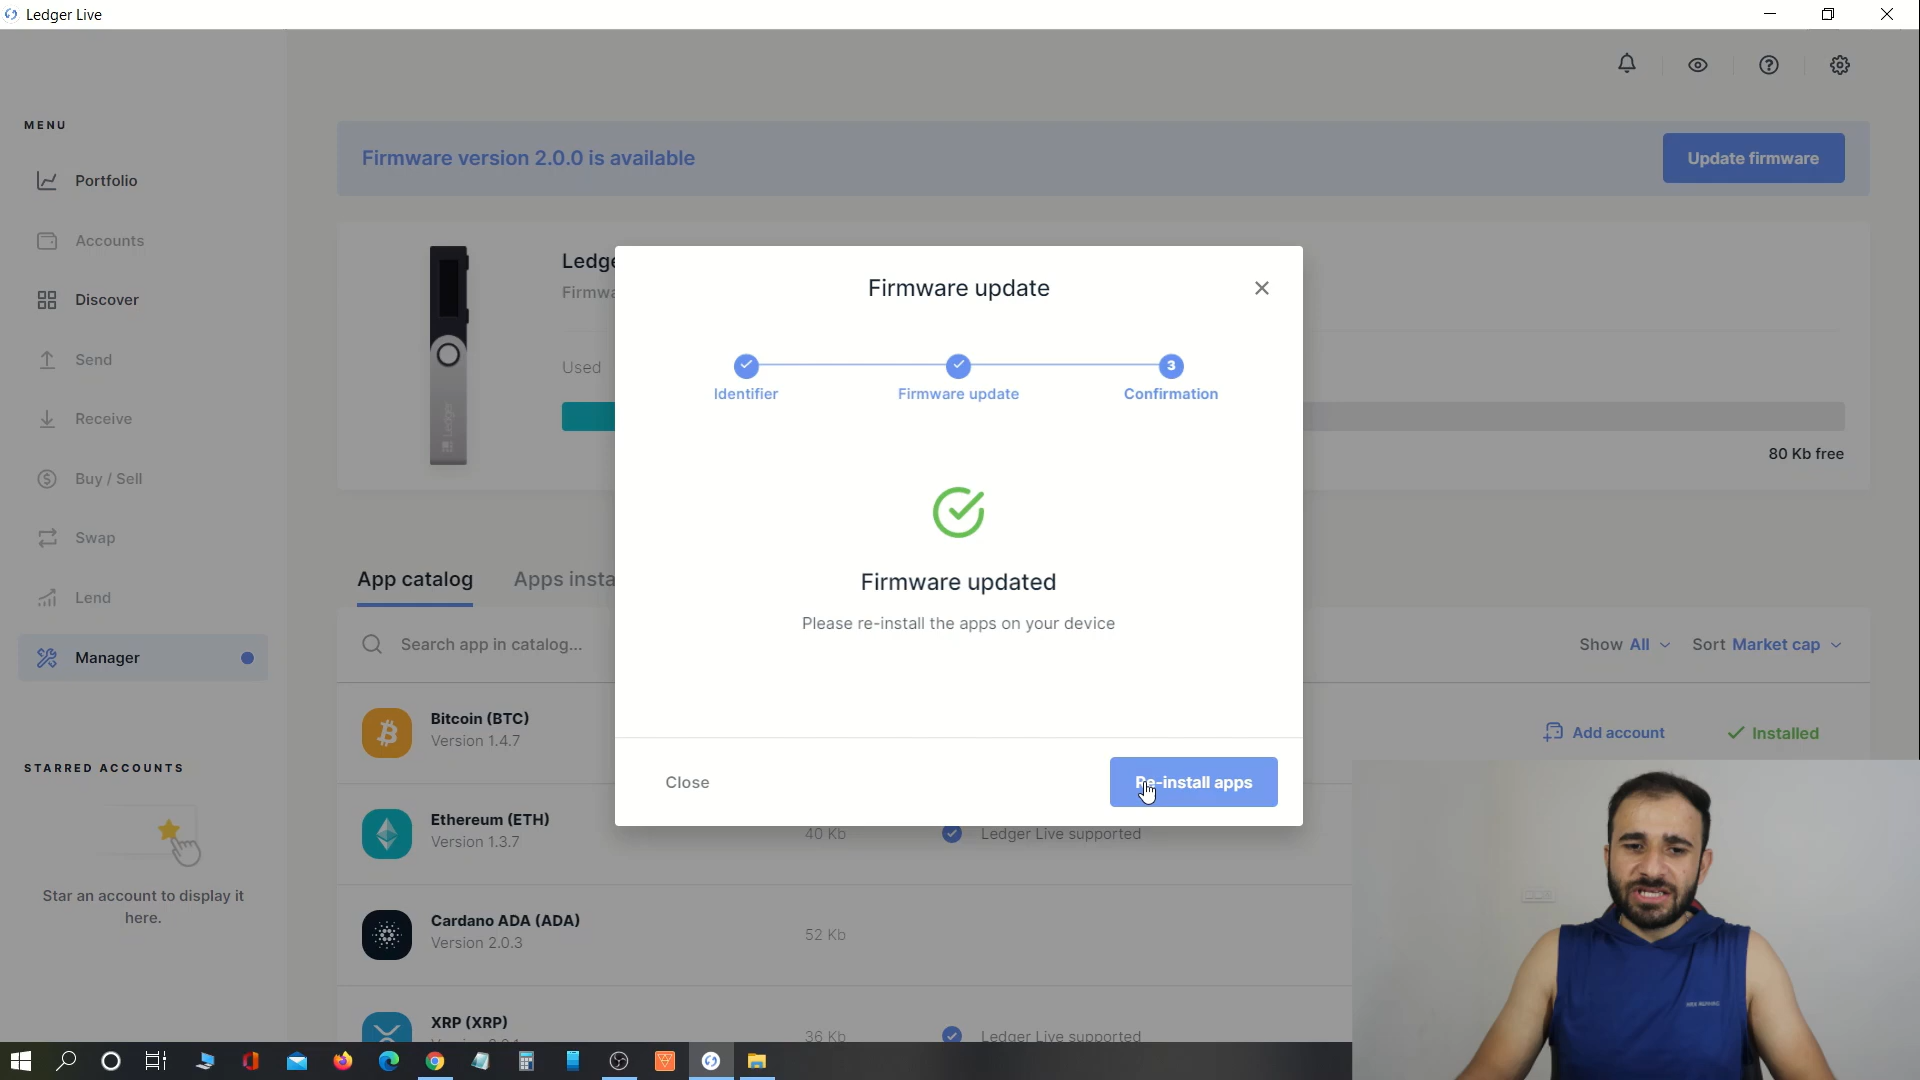 Ledger Live
MENU
Portfolio
Accounts
Discover
Send
Receive
Buy / Sell
Swap
Lend
Manager
STARRED ACCOUNTS
Star an account to display it
here.
Firmware version 2.0.0 is available
Update firmware
Used
80 Kb free
Firmware update
Identifier
Firmware update
3
Confirmation
Firmware updated
Please re-install the apps on your device
Close
Re-install apps
App catalog
Search app in catalog...
Show All
Sort Market cap
Bitcoin (BTC)
Version 1.4.7
Add account
Installed
Ethereum (ETH)
Version 1.3.7
40 Kb
Ledger Live supported
Cardano ADA (ADA)
Version 2.0.3
52 Kb
XRP (XRP)
36 Kb
Ledger Live supported
Ledger